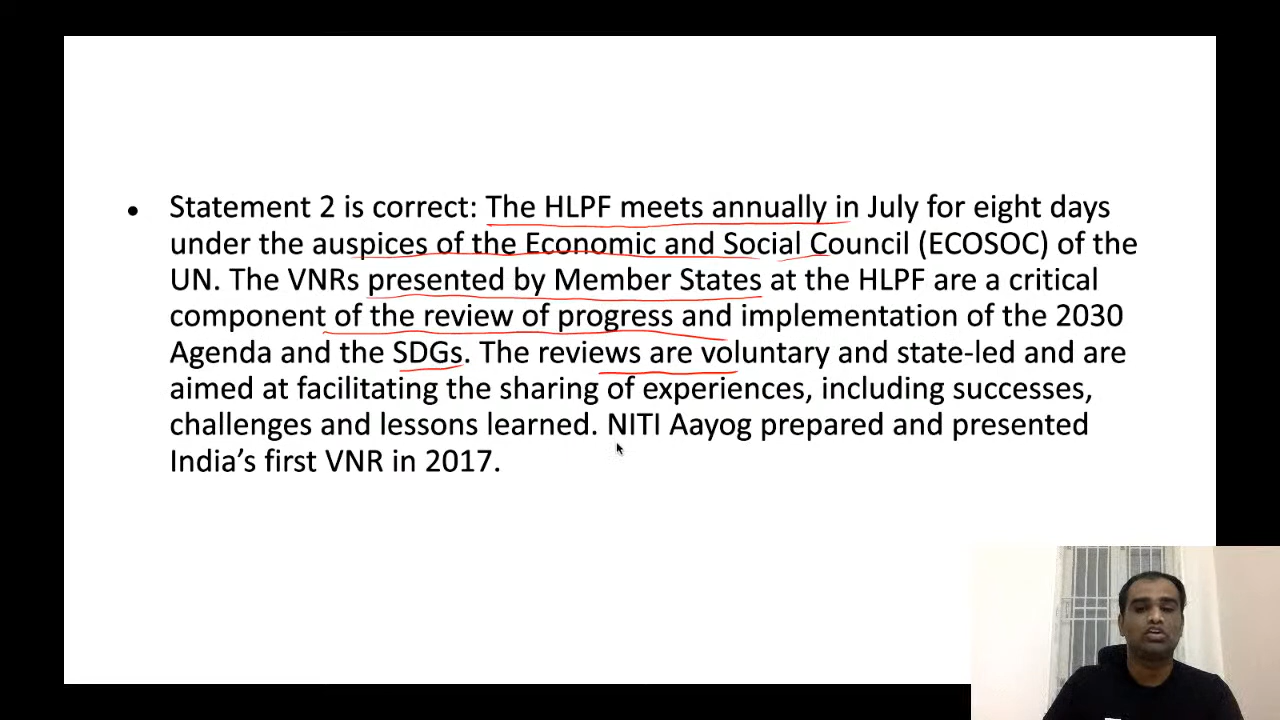 • Statement 2 is correct: The HLPF meets annually in July for eight days
under the auspices of the Economic and Social Council (ECOSOC) of the
UN. The VNRs presented by Member States at the HLPF are a critical
component of the review of progress and implementation of the 2030
Agenda and the SDGs. The reviews are voluntary and state-led and are
aimed at facilitating the sharing of experiences, including successes,
challenges and lessons learned. NITI Aayog prepared and presented
India’s first VNR in 2017.